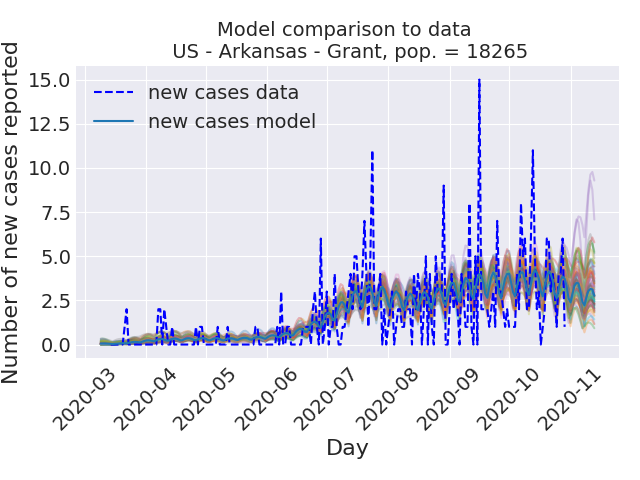 Model comparison to data
US - Arkansas - Grant, pop. = 18265
Number of new cases reported
15.0
12.5
10.0
7.5
5.0
2.5
0.0
new cases data
new cases model
2020-03
2020-04
2020-05
2020-06
2020-07
2020-08
2020-09
2020-10
2020-11
Day